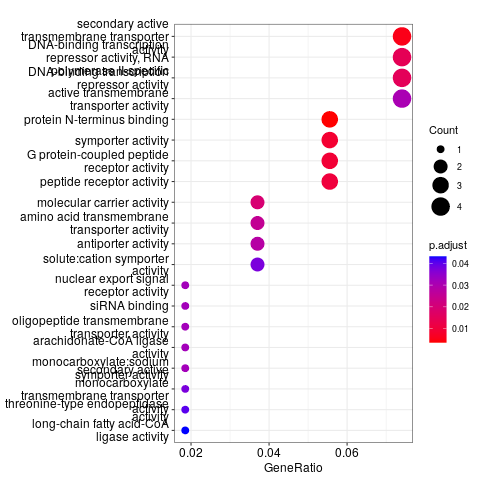 secondary active
transmembrane transporter
activity
DNA-binding transcription
repressor activity, RNA
polymerase II-specific
DNA-binding transcription
repressor activity
active transmembrane
transporter activity
protein N-terminus binding
symporter activity
G protein-coupled peptide
receptor activity
peptide receptor activity
molecular carrier activity
amino acid transmembrane
transporter activity
antiporter activity
solute:cation symporter
activity
nuclear export signal
receptor activity
siRNA binding
oligopeptide transmembrane
transporter activity
arachidonate-CoA ligase
activity
monocarboxylate:sodium
symporter activity
secondary active
monocarboxylate
transmembrane transporter
activity
threonine-type endopeptidase
activity
long-chain fatty acid-CoA
ligase activity
0.02
0.04
0.06
GeneRatio
Count
1
2
3
4
p.adjust
0.04
0.03
0.02
0.01